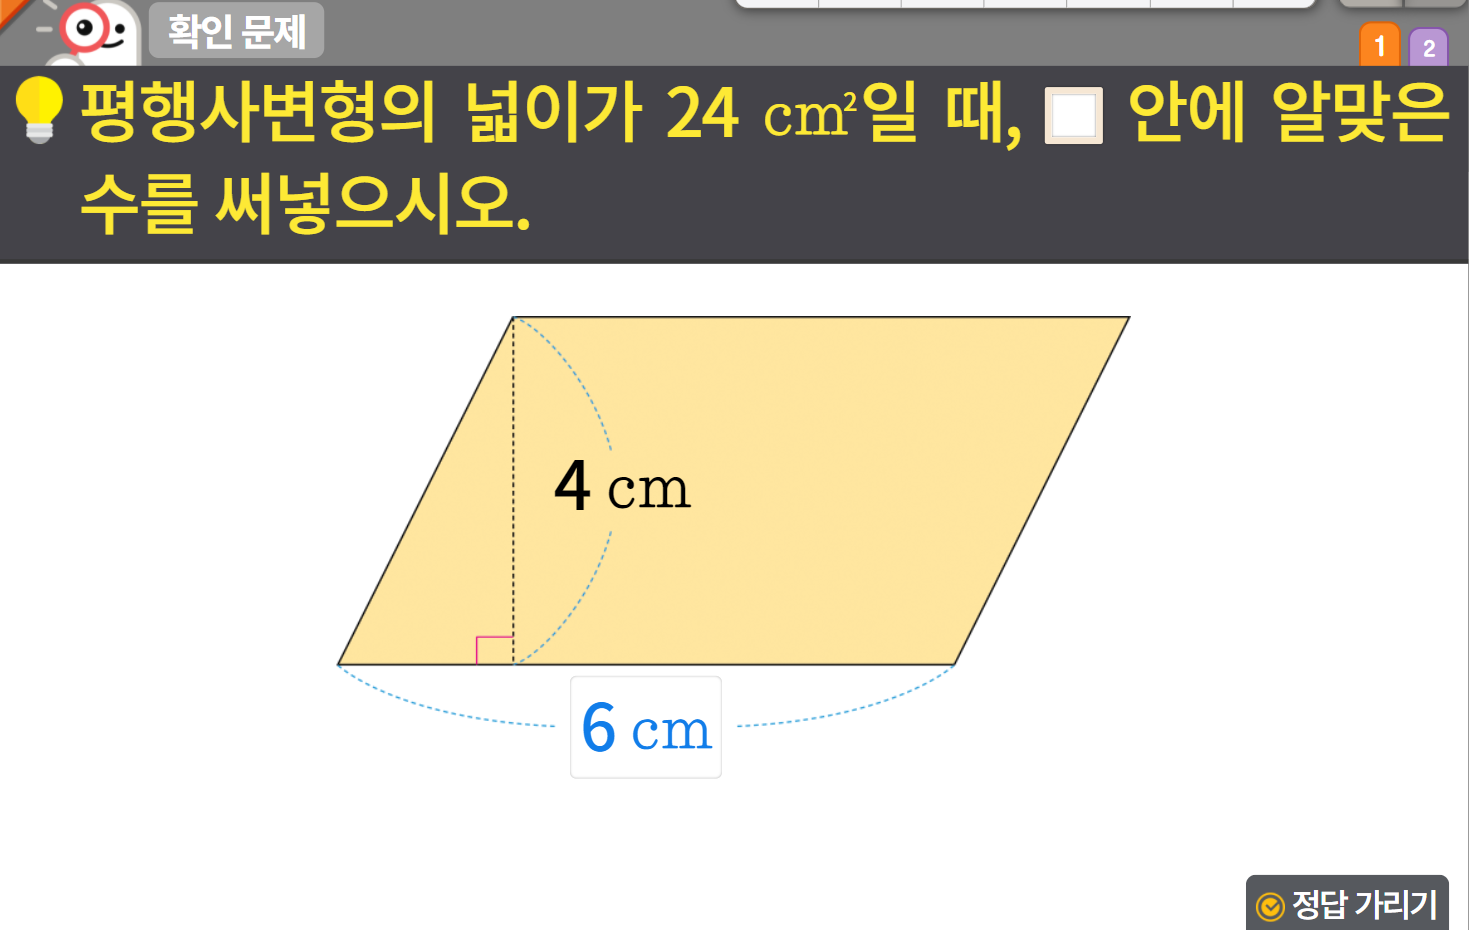 확인 문제
1 2
평행사변형의 넓이가 24 cm²일 때, □ 안에 알맞은
수를 써넣으시오.
4 cm
6 cm
정답 가리기